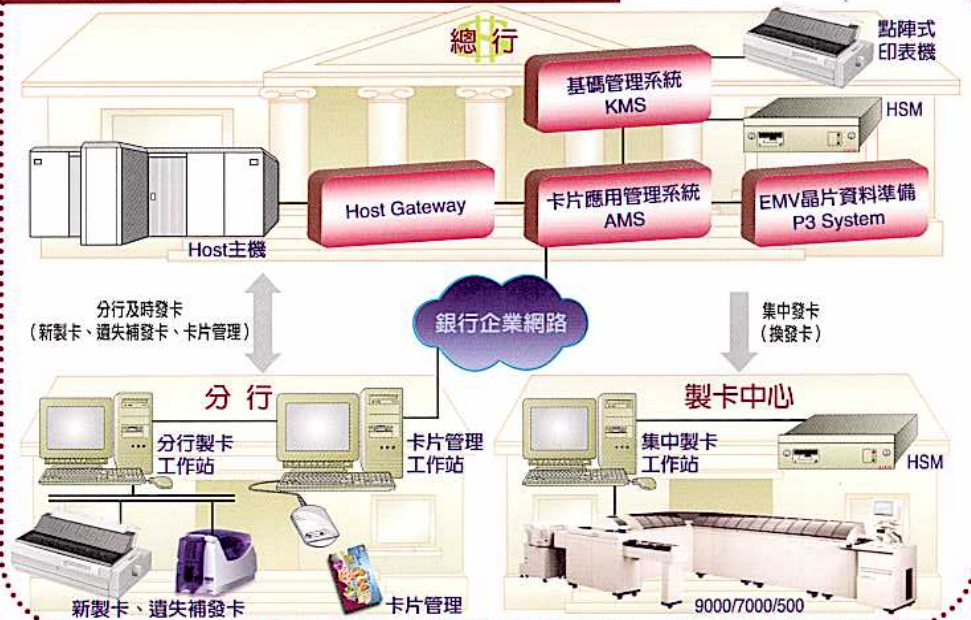 總行
點陣式
印表機
基碼管理系統
KMS
HSM
Host Gateway
卡片應用管理系統
AMS
EMV晶片資料準備
P3 System
Host主機
分行及時發卡
（新製卡、遺失補發卡、卡片管理）
銀行企業網路
集中發卡
（換發卡）
分行
製卡中心
分行製卡
工作站
卡片管理
工作站
集中製卡
工作站
HSM
新製卡、遺失補發卡
卡片管理
9000/7000/500